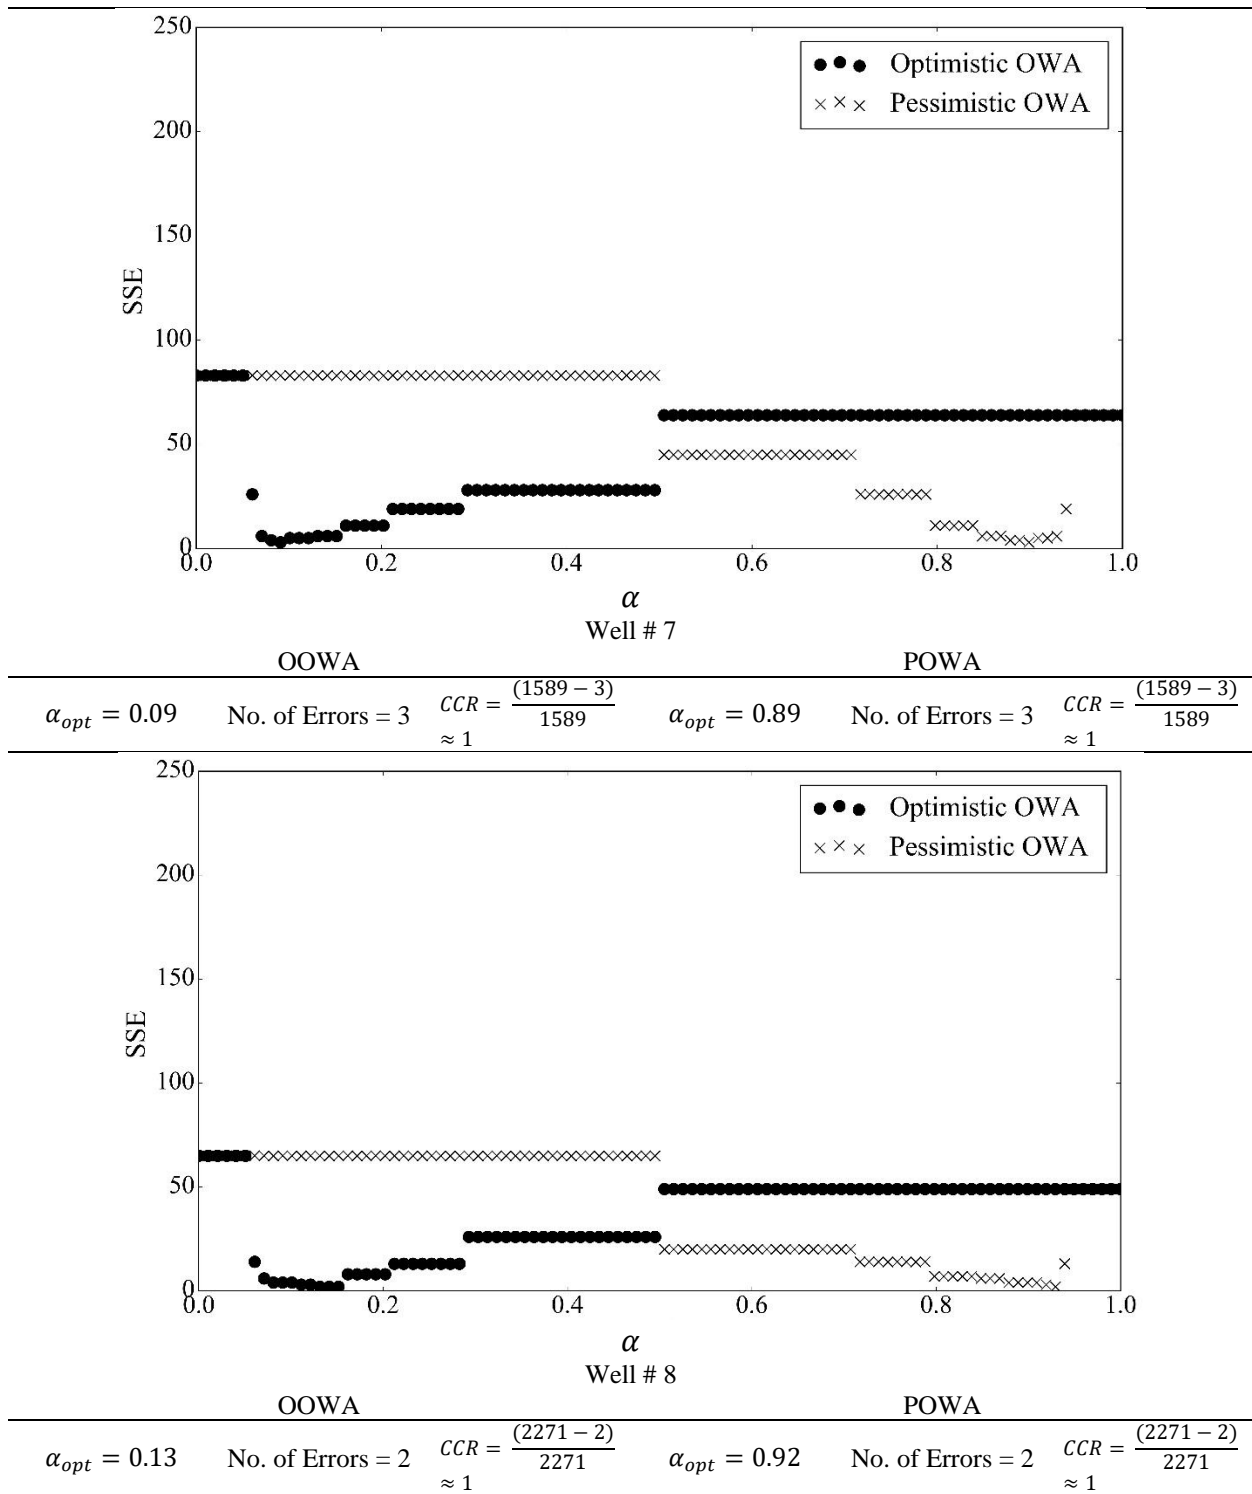 250
200
150
100
50
0
SSE
Optimistic OWA
Pessimistic OWA
0.0 0.2 0.4 0.6 0.8 1.0
α
Well # 7
OOWA POWA
α_opt = 0.09 No. of Errors = 3 CCR = (1589 − 3)/1589 ≈ 1 α_opt = 0.89 No. of Errors = 3 CCR = (1589 − 3)/1589 ≈ 1
250
200
150
100
50
0
SSE
Optimistic OWA
Pessimistic OWA
0.0 0.2 0.4 0.6 0.8 1.0
α
Well # 8
OOWA POWA
α_opt = 0.13 No. of Errors = 2 CCR = (2271 − 2)/2271 ≈ 1 α_opt = 0.92 No. of Errors = 2 CCR = (2271 − 2)/2271 ≈ 1